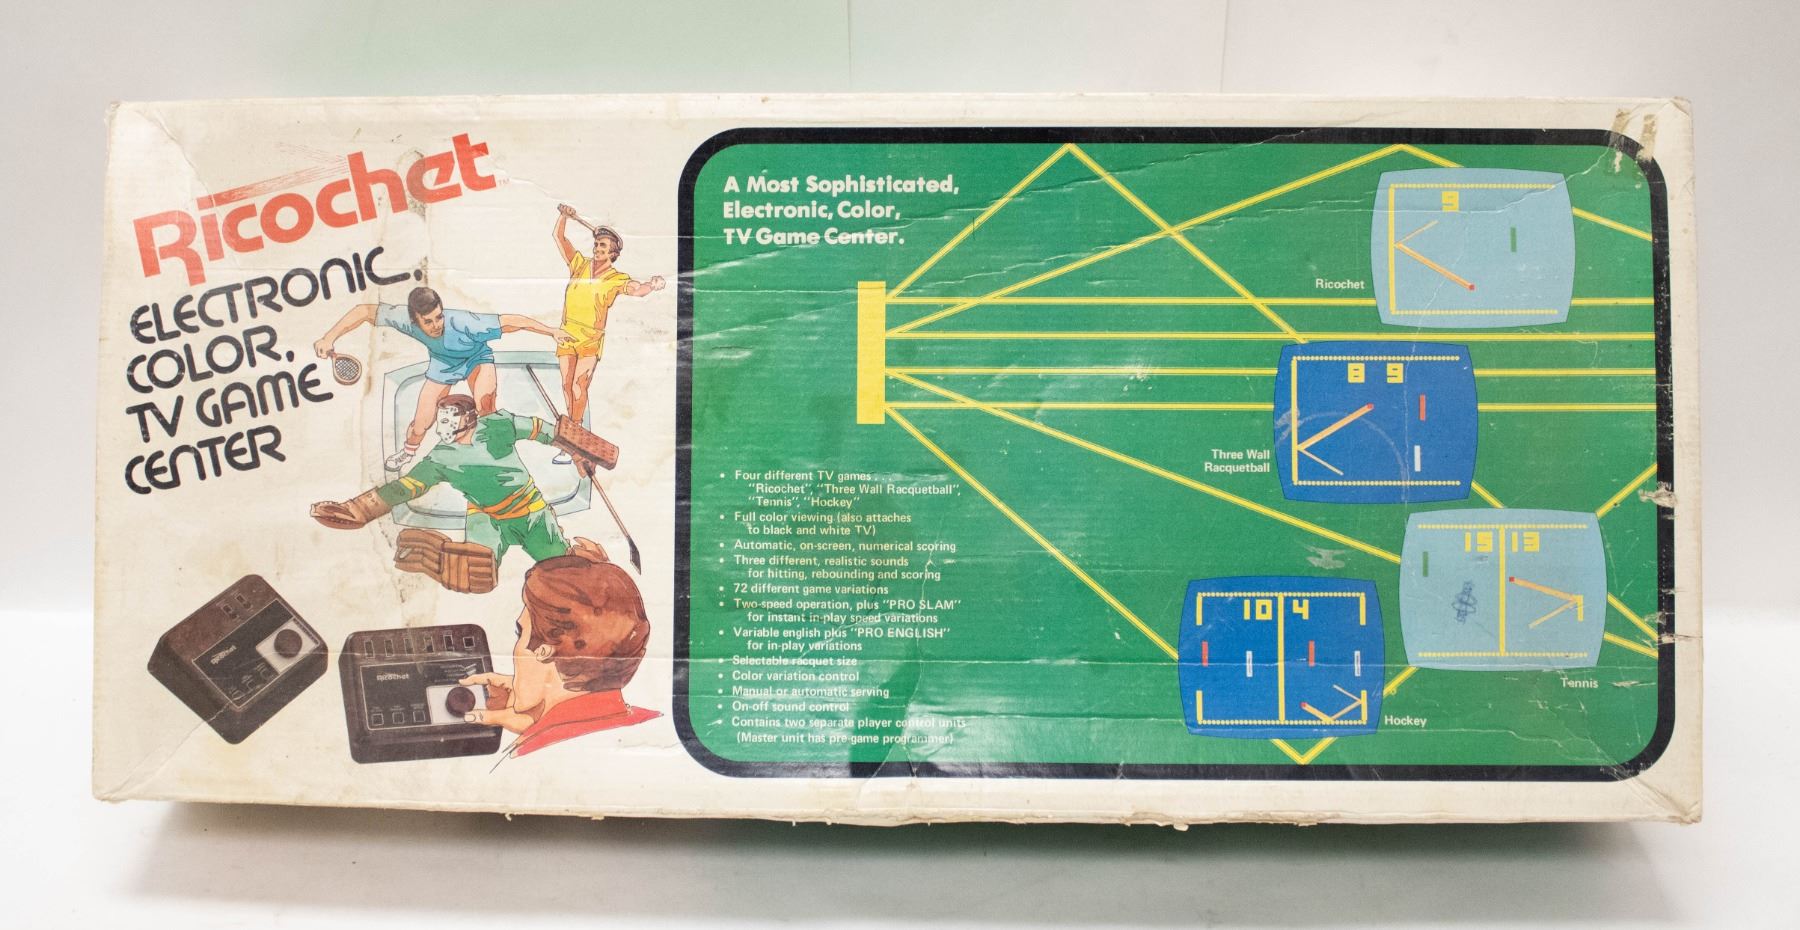 Ricochet™
ELECTRONIC,
COLOR,
TV GAME
CENTER
A Most Sophisticated,
Electronic, Color,
TV Game Center.
• Four different TV games . . .
"Ricochet", "Three Wall Racquetball",
"Tennis", "Hockey"
• Full color viewing (also attaches
to black and white TV)
• Automatic, on-screen, numerical scoring
• Three different, realistic sounds
for hitting, rebounding and scoring
• 72 different game variations
• Two-speed operation, plus "PRO SLAM"
for instant in-play speed variations
• Variable english plus "PRO ENGLISH"
for in-play variations
• Selectable racquet size
• Color variation control
• Manual or automatic serving
• On-off sound control
• Contains two separate player control units
(Master unit has pre-game programmer)
9
Ricochet
8 9
Three Wall
Racquetball
15 13
Tennis
10 4
Hockey
Ricochet
Ricochet